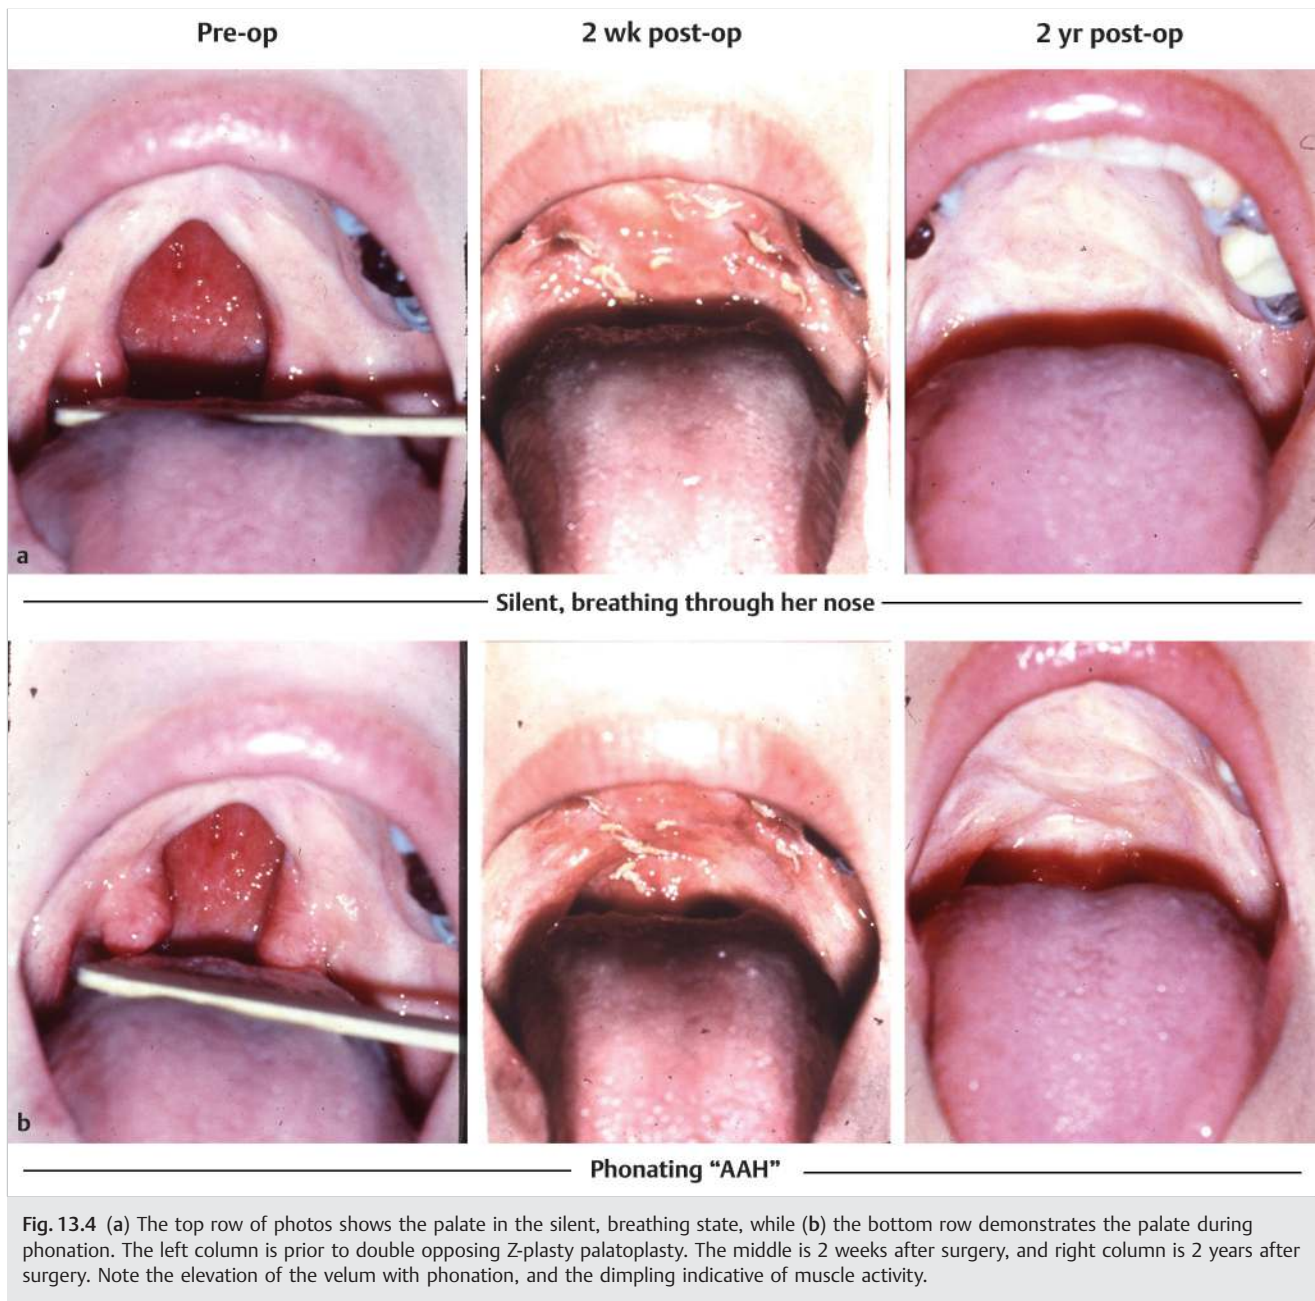 Pre-op
2 wk post-op
2 yr post-op
a
Silent, breathing through her nose
b
Phonating “AAH”
Fig. 13.4 (a) The top row of photos shows the palate in the silent, breathing state, while (b) the bottom row demonstrates the palate during
phonation. The left column is prior to double opposing Z-plasty palatoplasty. The middle is 2 weeks after surgery, and right column is 2 years after
surgery. Note the elevation of the velum with phonation, and the dimpling indicative of muscle activity.